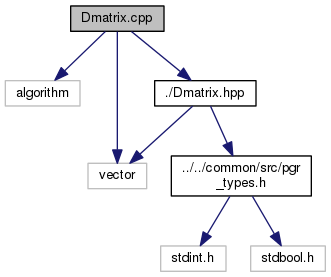 Dmatrix.cpp
algorithm
./Dmatrix.hpp
vector
../../common/src/pgr
_types.h
stdint.h
stdbool.h